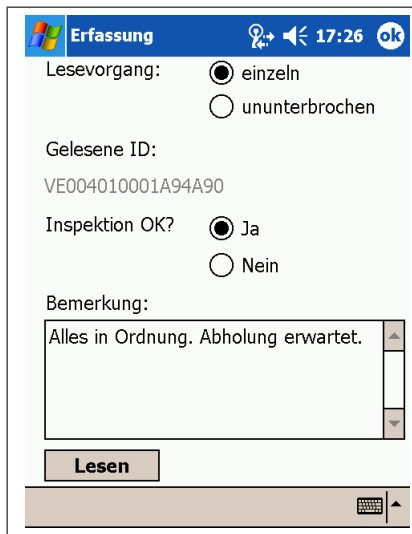 Erfassung 17:26 ok
Lesevorgang: einzeln
ununterbrochen
Gelesene ID:
VE004010001A94A90
Inspektion OK? Ja
Nein
Bemerkung:
Alles in Ordnung. Abholung erwartet.
Lesen